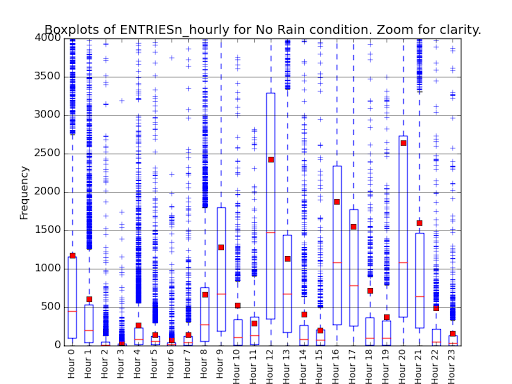 Boxplots of ENTRIESn_hourly for No Rain condition. Zoom for clarity.
4000
3500
3000
2500
2000
1500
1000
500
0
Frequency
Hour 0
Hour 1
Hour 2
Hour 3
Hour 4
Hour 5
Hour 6
Hour 7
Hour 8
Hour 9
Hour 10
Hour 11
Hour 12
Hour 13
Hour 14
Hour 15
Hour 16
Hour 17
Hour 18
Hour 19
Hour 20
Hour 21
Hour 22
Hour 23